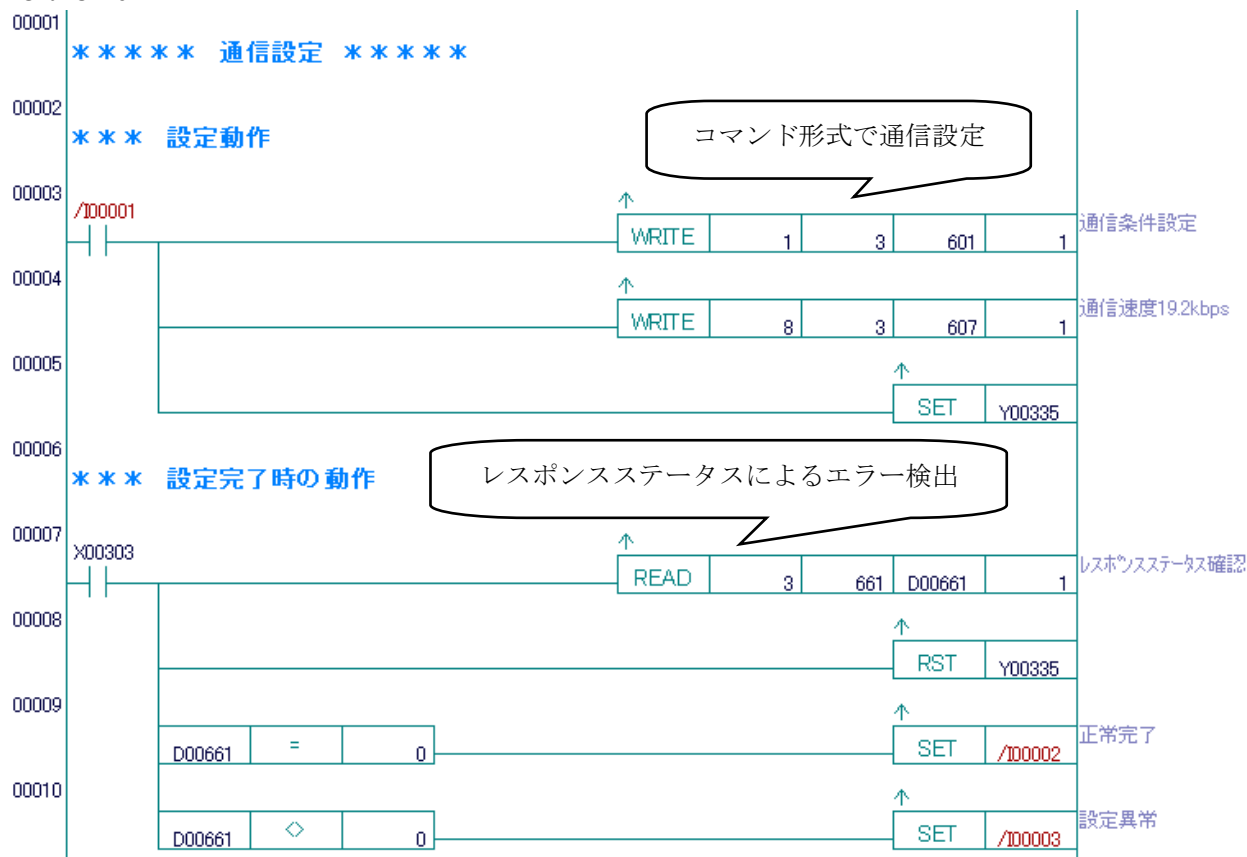 00001
＊＊＊＊＊ 通信設定 ＊＊＊＊＊
00002
＊＊＊ 設定動作
コマンド形式で通信設定
00003
/I00001
↑
WRITE 1 3 601 1
通信条件設定
00004
↑
WRITE 8 3 607 1
通信速度19.2kbps
00005
↑
SET Y00335
00006
＊＊＊ 設定完了時の動作
レスポンスステータスによるエラー検出
00007
X00303
↑
READ 3 661 D00661 1
ﾚｽﾎﾟﾝｽｽﾃｰﾀｽ確認
00008
↑
RST Y00335
00009
↑
D00661 = 0 SET /I00002
正常完了
00010
↑
D00661 <> 0 SET /I00003
設定異常